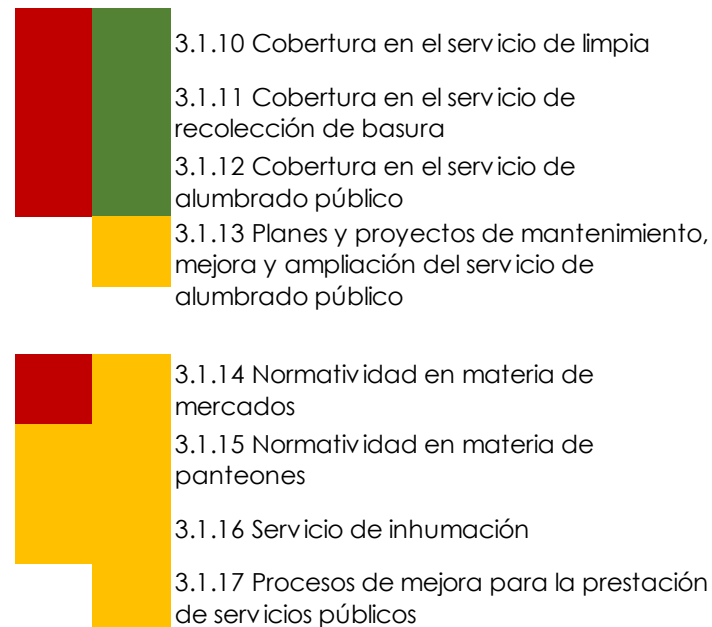 3.1.10 Cobertura en el servicio de limpia
3.1.11 Cobertura en el servicio de
recolección de basura
3.1.12 Cobertura en el servicio de
alumbrado público
3.1.13 Planes y proyectos de mantenimiento,
mejora y ampliación del servicio de
alumbrado público
3.1.14 Normatividad en materia de
mercados
3.1.15 Normatividad en materia de
panteones
3.1.16 Servicio de inhumación
3.1.17 Procesos de mejora para la prestación
de servicios públicos